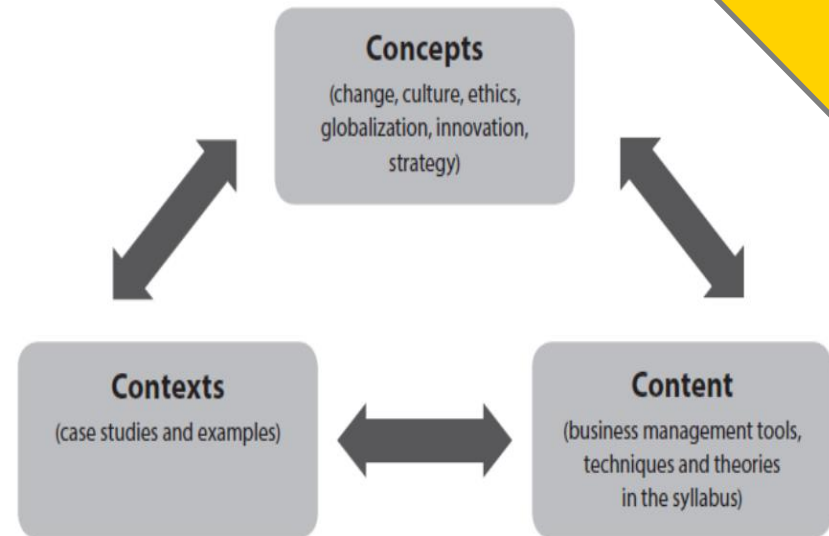 Concepts
(change, culture, ethics,
globalization, innovation,
strategy)
Contexts
(case studies and examples)
Content
(business management tools,
techniques and theories
in the syllabus)